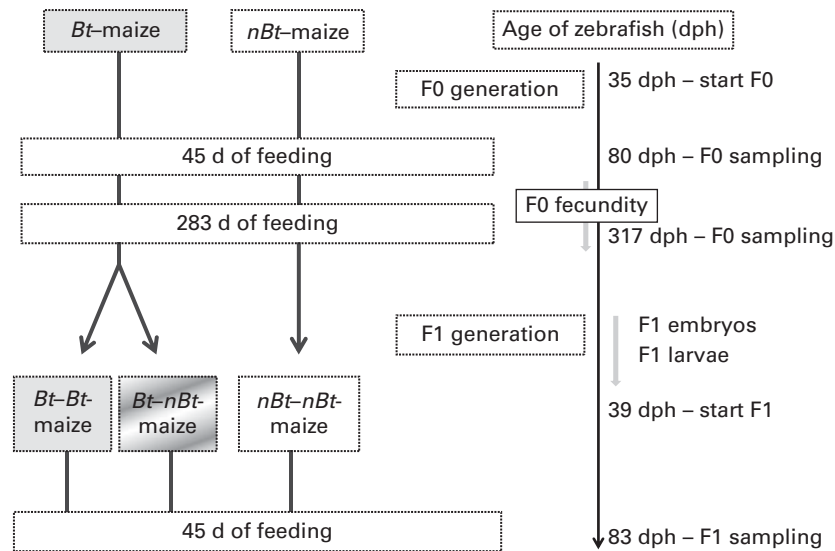 Bt–maize
nBt–maize
Age of zebrafish (dph)
F0 generation
35 dph – start F0
45 d of feeding
80 dph – F0 sampling
F0 fecundity
283 d of feeding
317 dph – F0 sampling
F1 generation
F1 embryos
F1 larvae
Bt–Bt-
maize
Bt–nBt-
maize
nBt–nBt-
maize
39 dph – start F1
45 d of feeding
83 dph – F1 sampling